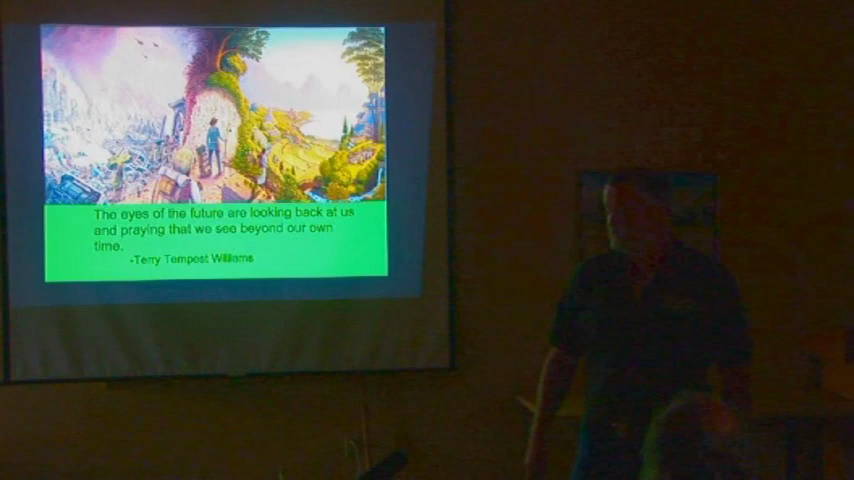 The eyes of the future are looking back at us
and praying that we see beyond our own
time.
-Terry Tempest Williams